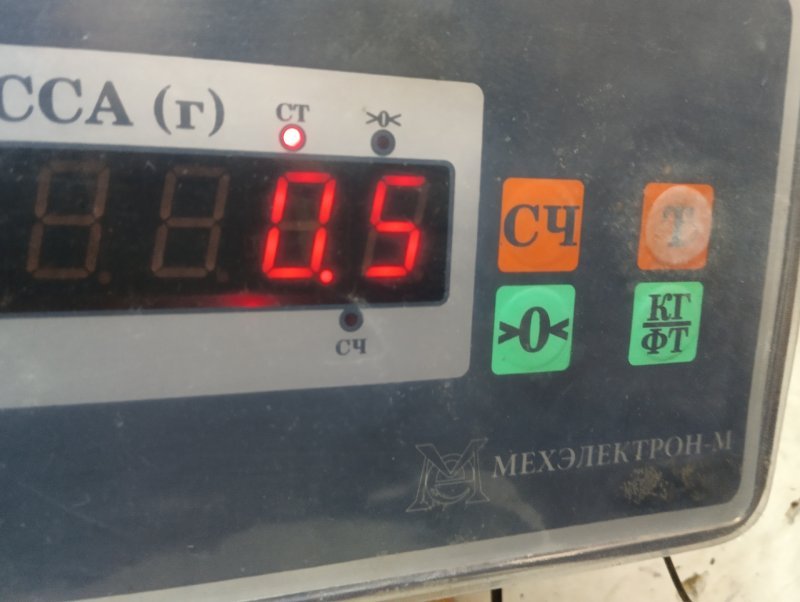 ССА (г)
СТ
>0<
0.5
СЧ
СЧ
Т
>0<
КГ
ФТ
МЕХЭЛЕКТРОН-М